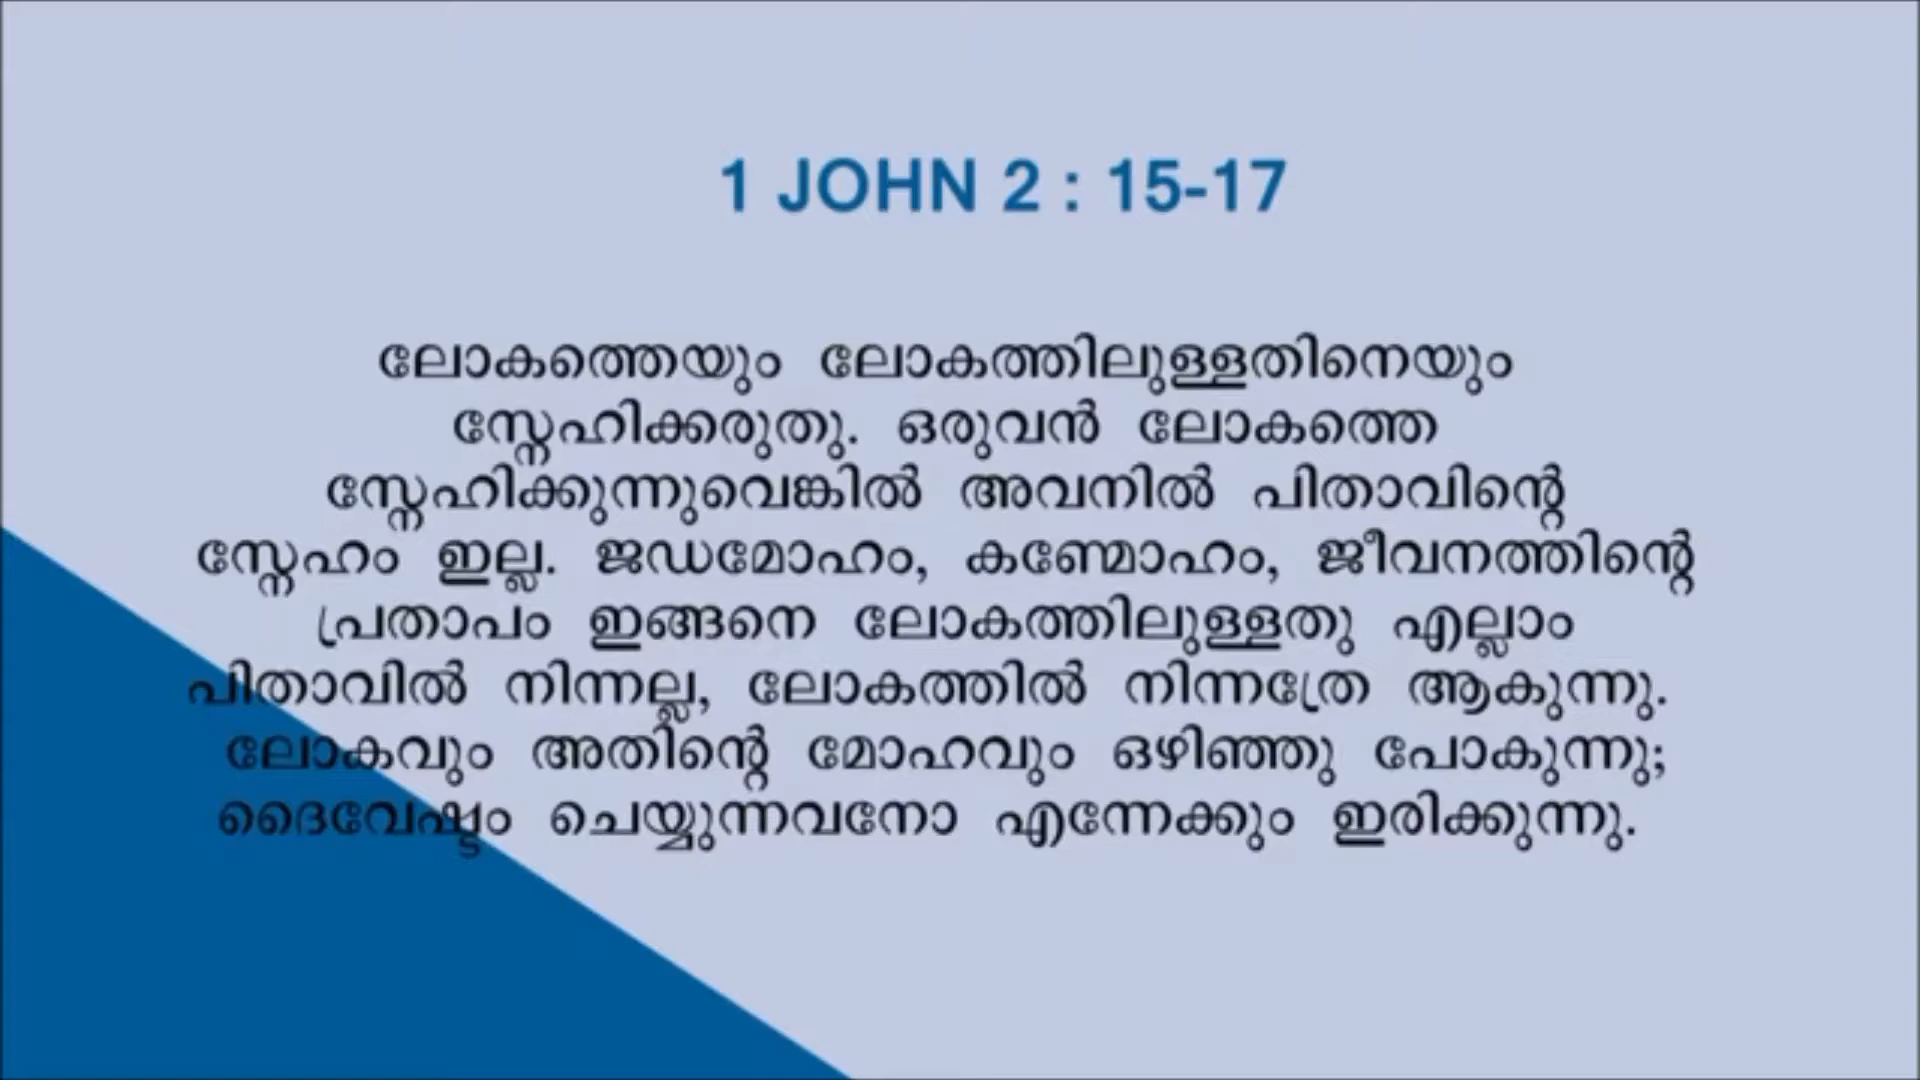 1 JOHN 2 : 15-17
ലോകത്തെയും ലോകത്തിലുള്ളതിനെയും
സ്നേഹിക്കരുതു. ഒരുവൻ ലോകത്തെ
സ്നേഹിക്കുന്നുവെങ്കിൽ അവനിൽ പിതാവിന്റെ
സ്നേഹം ഇല്ല. ജഡമോഹം, കണ്മോഹം, ജീവനത്തിന്റെ
പ്രതാപം ഇങ്ങനെ ലോകത്തിലുള്ളതു എല്ലാം
പിതാവിൽ നിന്നല്ല, ലോകത്തിൽ നിന്നത്രേ ആകുന്നു.
ലോകവും അതിന്റെ മോഹവും ഒഴിഞ്ഞു പോകുന്നു;
ദൈവേഷ്ടം ചെയ്യുന്നവനോ എന്നേക്കും ഇരിക്കുന്നു.